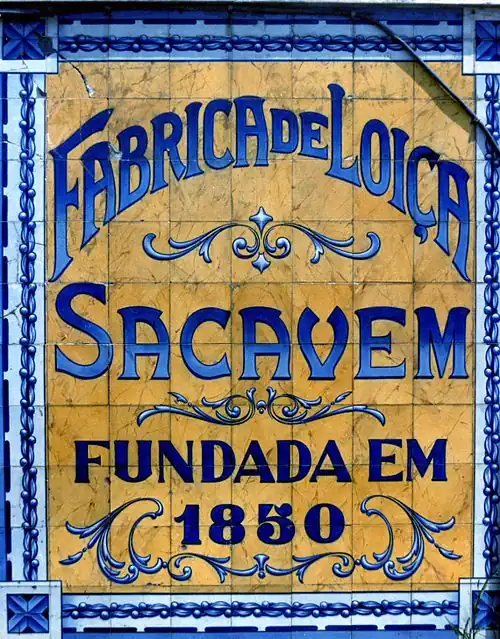 FABRICA DE LOIÇA
SACAVEM
FUNDADA EM
1850